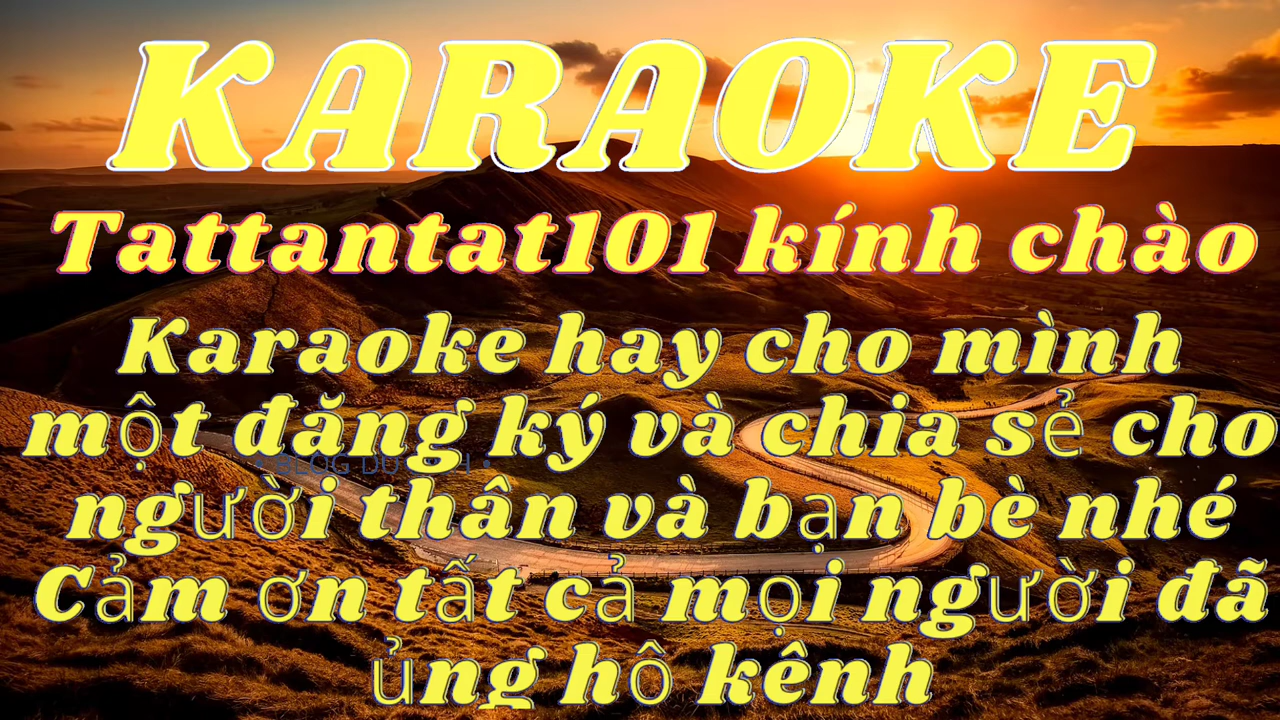 KARAOKE
Tattantat101 kính chào
Karaoke hay cho mình
một đăng ký và chia sẻ cho
người thân và bạn bè nhé
Cảm ơn tất cả mọi người đã
ủng hô kênh